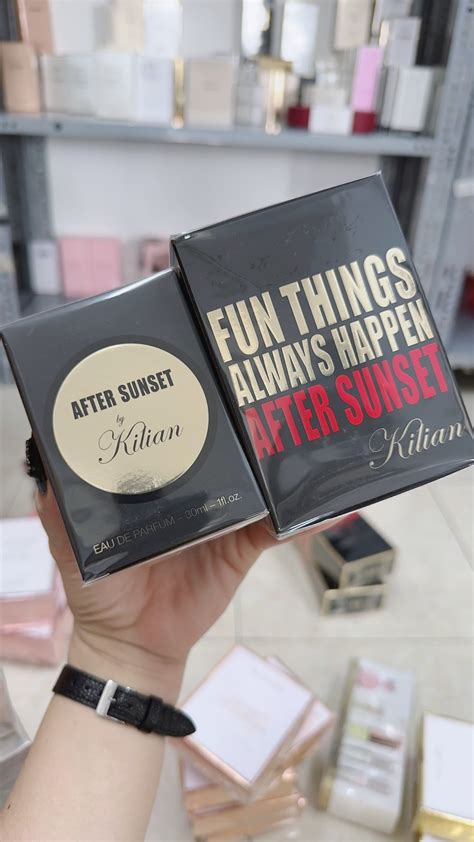 AFTER SUNSET
by
Kilian
EAU DE PARFUM – 30ml – 1fl.oz.
FUN THINGS
ALWAYS HAPPEN
AFTER SUNSET
Kilian